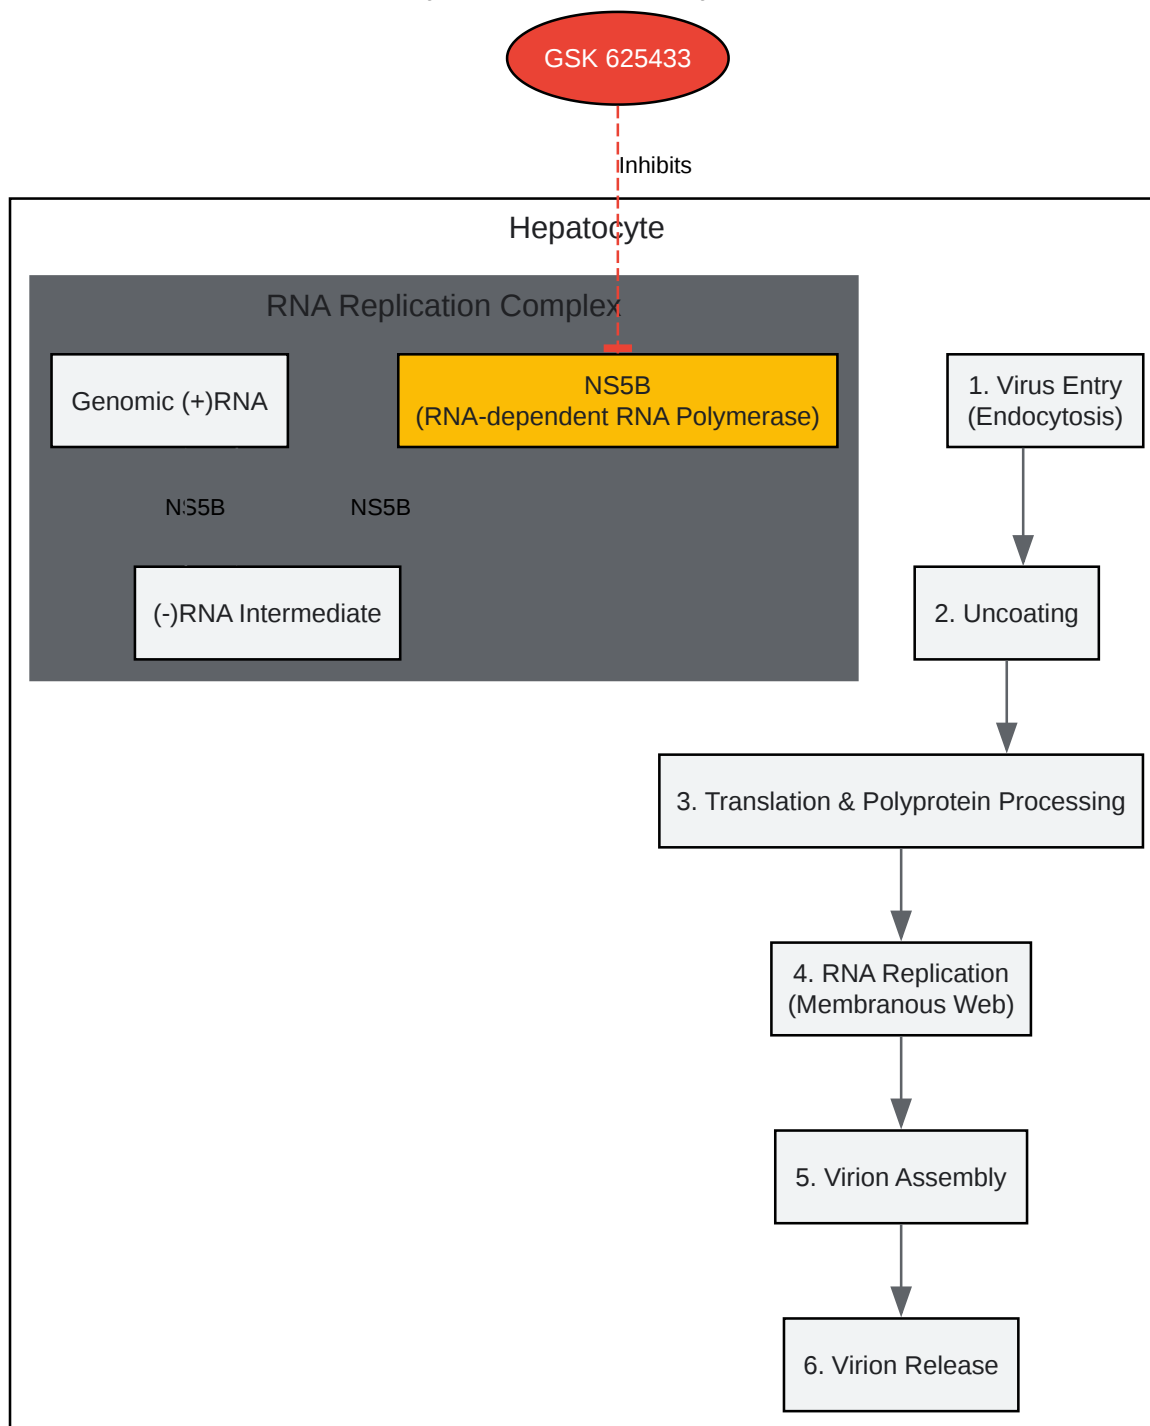 GSK 625433
Inhibits
Hepatocyte
RNA Replication Complex
Genomic (+)RNA
NS5B
(RNA-dependent RNA Polymerase)
1. Virus Entry
(Endocytosis)
NS5B
NS5B
(-)RNA Intermediate
2. Uncoating
3. Translation & Polyprotein Processing
4. RNA Replication
(Membranous Web)
5. Virion Assembly
6. Virion Release